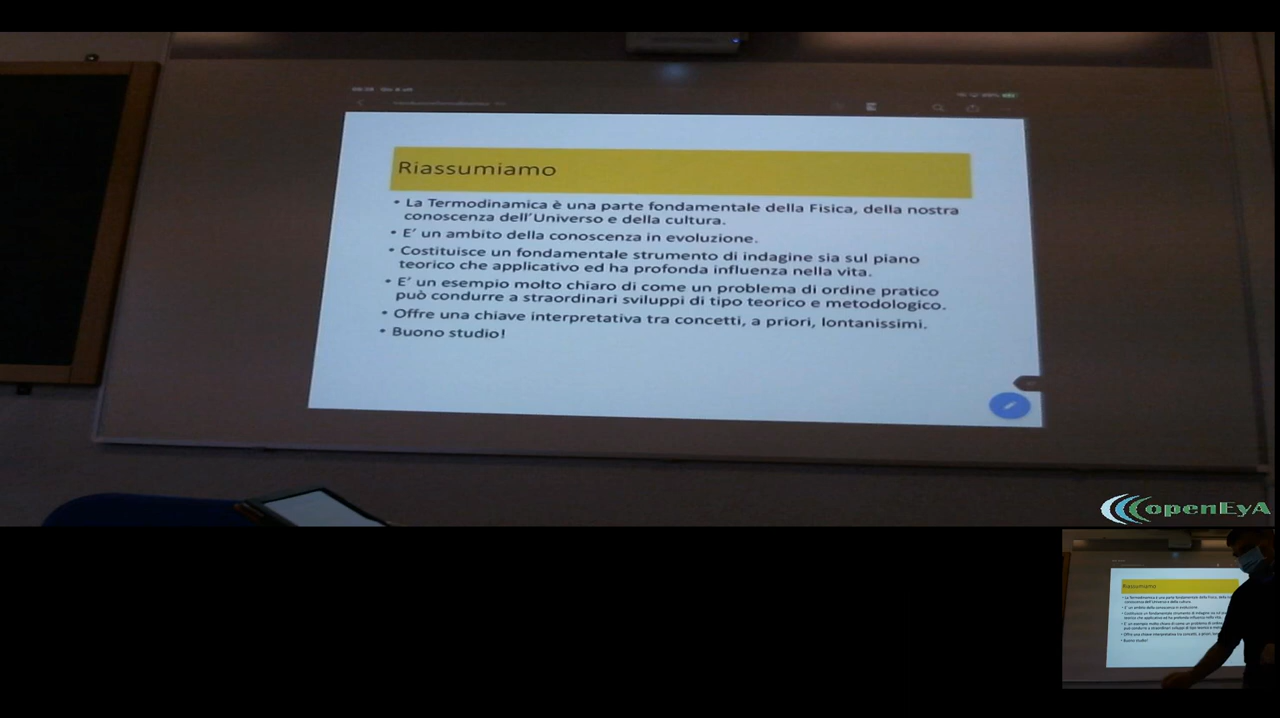 Riassumiamo
• La Termodinamica è una parte fondamentale della Fisica, della nostra
conoscenza dell'Universo e della cultura.
• E' un ambito della conoscenza in evoluzione.
• Costituisce un fondamentale strumento di indagine sia sul piano
teorico che applicativo ed ha profonda influenza nella vita.
• E' un esempio molto chiaro di come un problema di ordine pratico
può condurre a straordinari sviluppi di tipo teorico e metodologico.
• Offre una chiave interpretativa tra concetti, a priori, lontanissimi.
• Buono studio!
openEyA
Riassumiamo